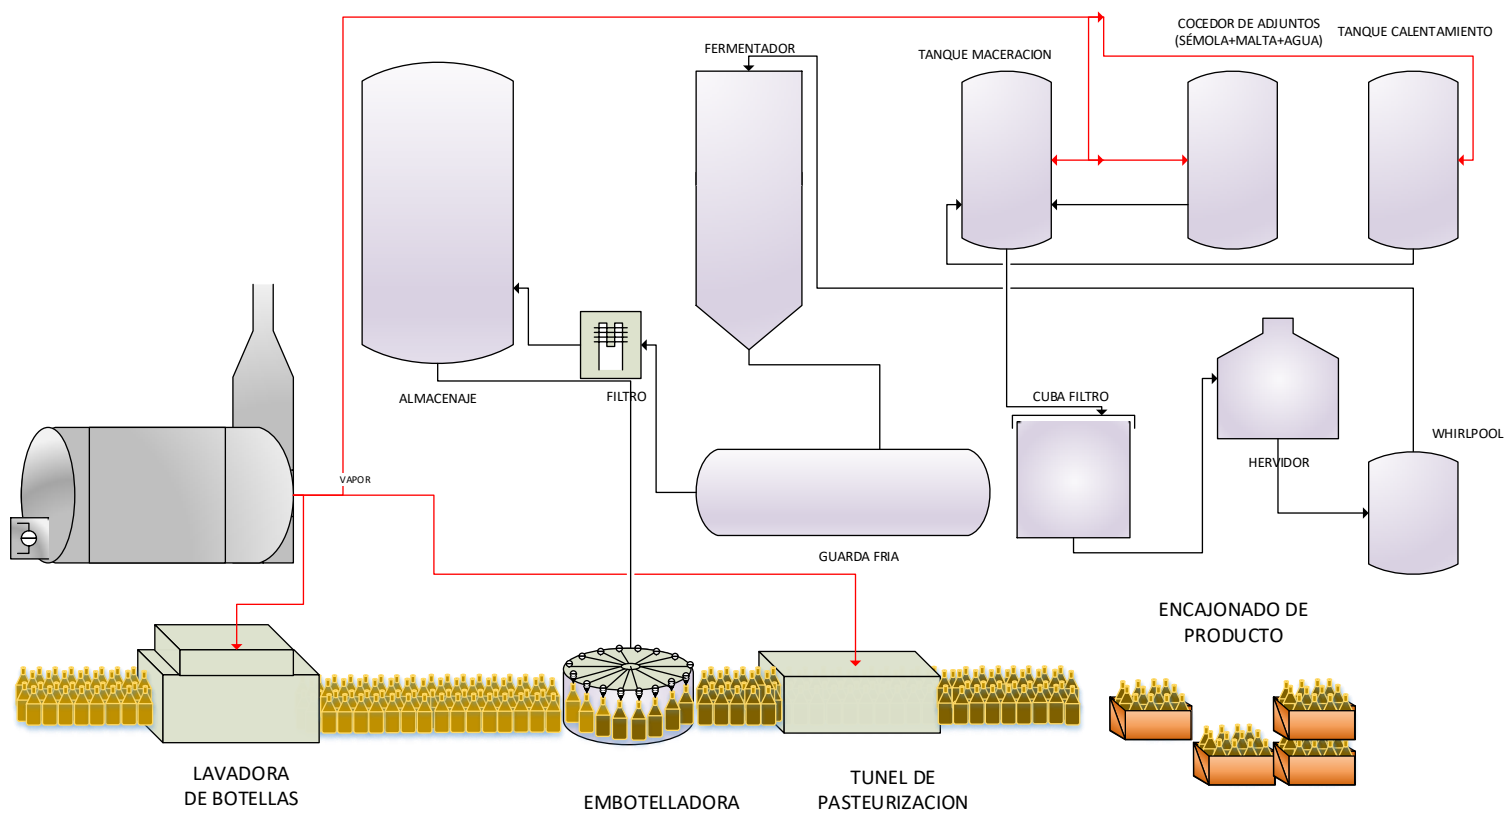 COCEDOR DE ADJUNTOS
(SÉMOLA+MALTA+AGUA)
TANQUE CALENTAMIENTO
FERMENTADOR
TANQUE MACERACION
ALMACENAJE
FILTRO
CUBA FILTRO
WHIRLPOOL
HERVIDOR
VAPOR
GUARDA FRIA
ENCAJONADO DE
PRODUCTO
LAVADORA
DE BOTELLAS
EMBOTELLADORA
TUNEL DE
PASTEURIZACION